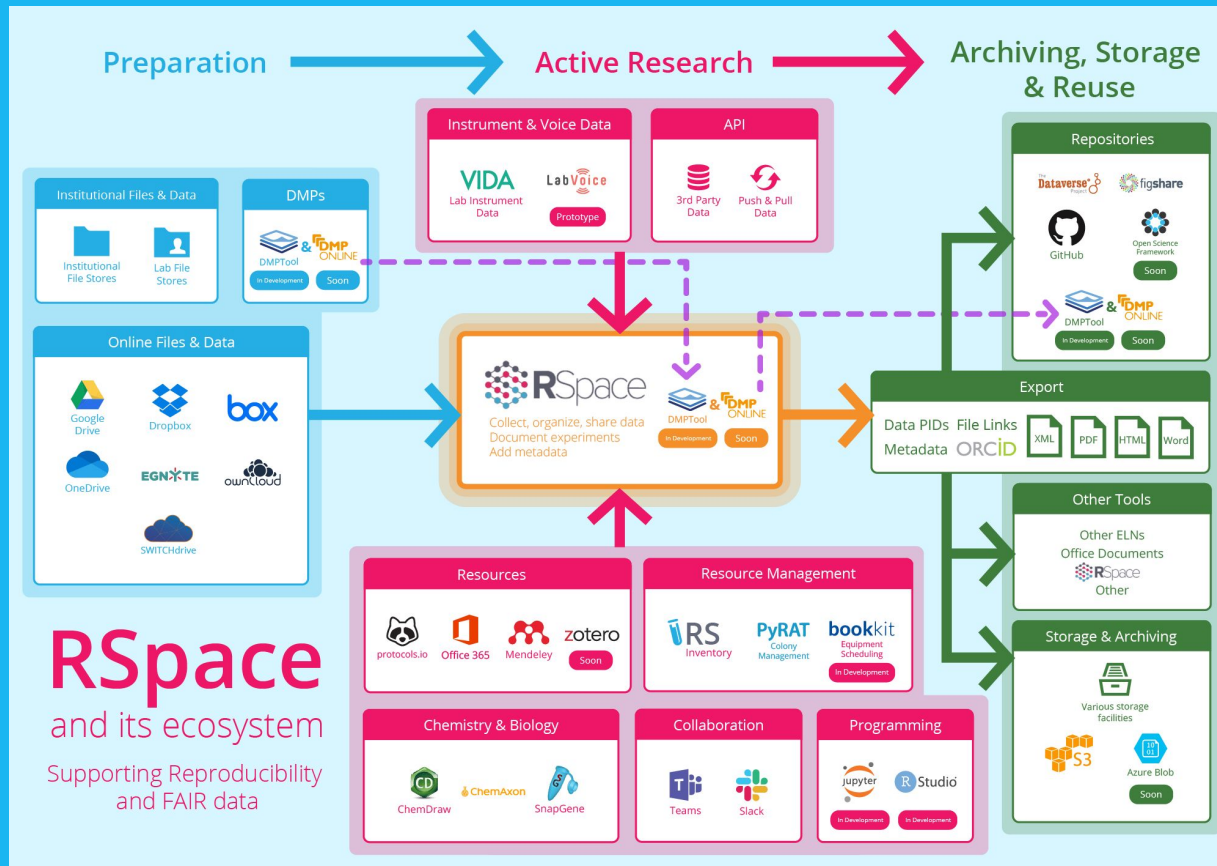 Preparation
Active Research
Archiving, Storage
& Reuse
Institutional Files & Data
Institutional
File Stores
Lab File
Stores
DMPs
DMPTool
&
DMP
ONLINE
In Development
Soon
Online Files & Data
Google
Drive
Dropbox
box
OneDrive
EGNYTE
ownCloud
SWITCHdrive
Instrument & Voice Data
VIDA
Lab Instrument
Data
LabVoice
Prototype
API
3rd Party
Data
Push & Pull
Data
RSpace
Collect, organize, share data
Document experiments
Add metadata
DMPTool
&
DMP
ONLINE
In Development
Soon
Resources
protocols.io
Office 365
Mendeley
zotero
Soon
Resource Management
RS
Inventory
PyRAT
Colony
Management
bookkit
Equipment
Scheduling
In Development
Chemistry & Biology
CD
ChemDraw
ChemAxon
SnapGene
Collaboration
Teams
Slack
Programming
jupyter
In Development
R Studio
In Development
Repositories
The
Dataverse
Project
figshare
GitHub
Open Science
Framework
Soon
DMPTool
&
DMP
ONLINE
In Development
Soon
Export
Data PIDs File Links
Metadata ORCID
XML
PDF
HTML
Word
Other Tools
Other ELNs
Office Documents
RSpace
Other
Storage & Archiving
Various storage
facilities
S3
10
01
Azure Blob
Soon
RSpace
and its ecosystem
Supporting Reproducibility
and FAIR data